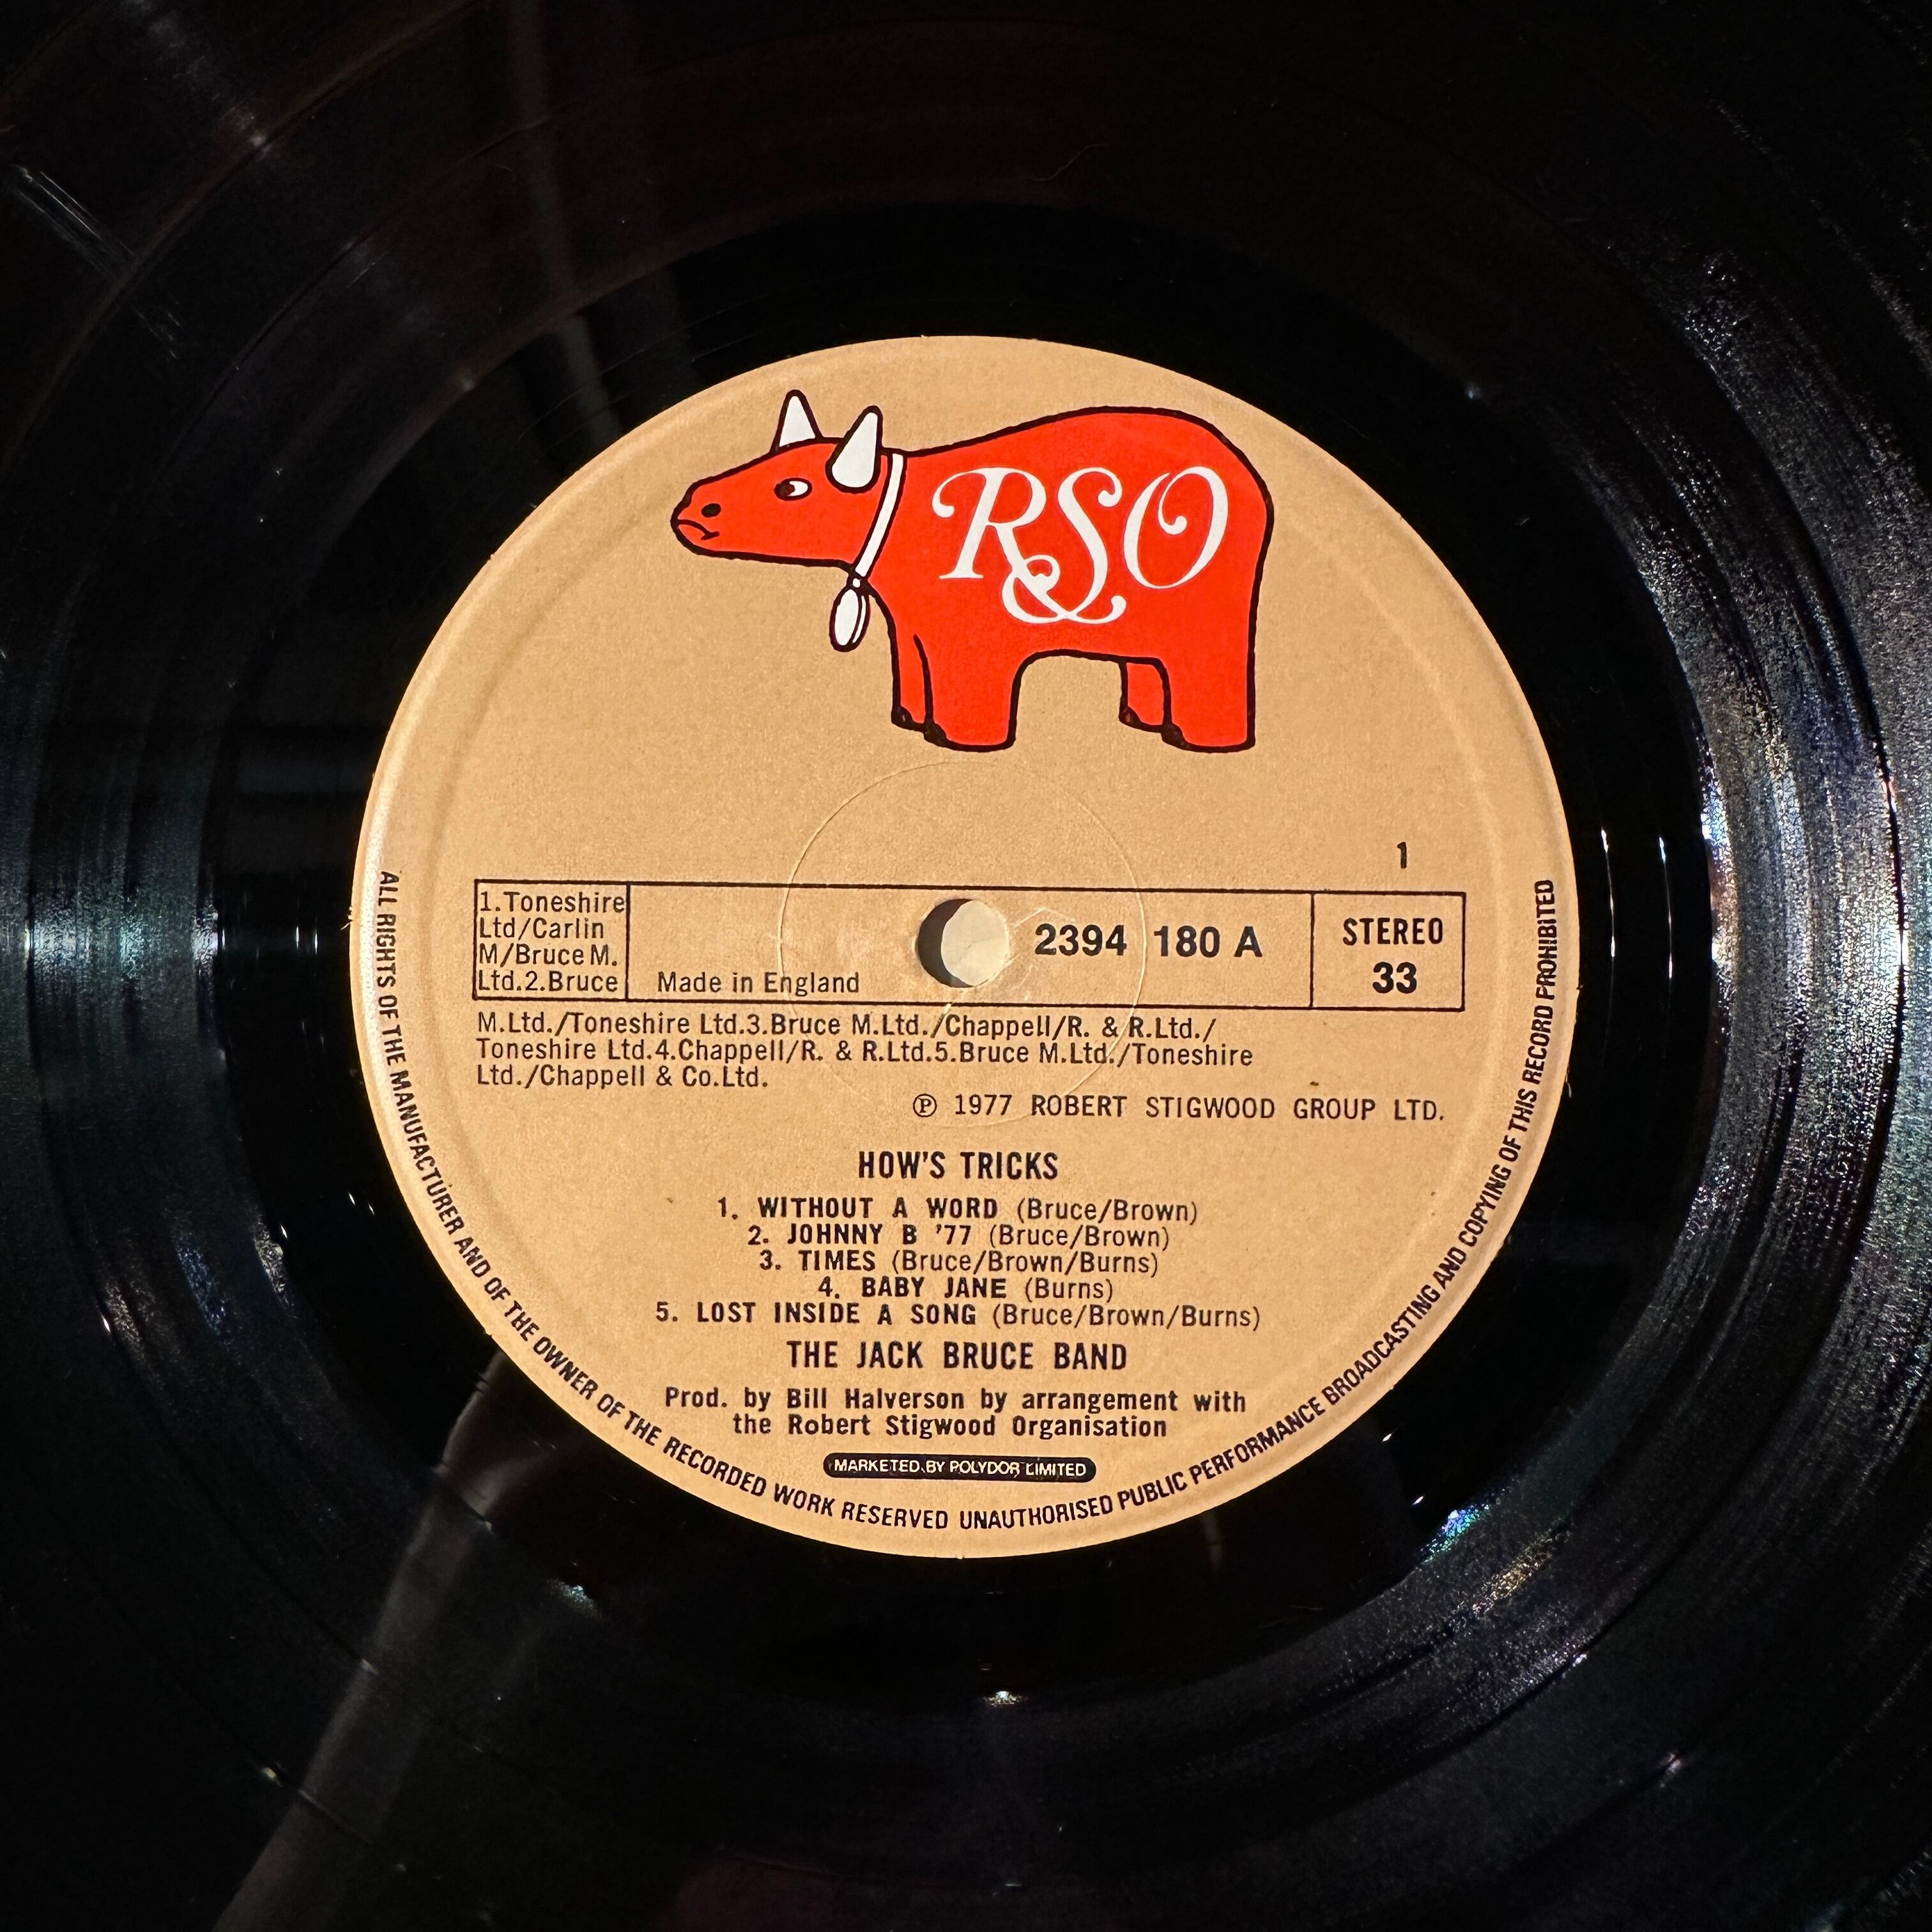 RSO
1
1.Toneshire
Ltd/Carlin
M/Bruce M.
Ltd.2.Bruce
Made in England
2394 180 A
STEREO
33
M.Ltd./Toneshire Ltd.3.Bruce M.Ltd./Chappell/R. & R.Ltd./
Toneshire Ltd.4.Chappell/R. & R.Ltd.5.Bruce M.Ltd./Toneshire
Ltd./Chappell & Co.Ltd.
℗ 1977 ROBERT STIGWOOD GROUP LTD.
HOW'S TRICKS
1. WITHOUT A WORD (Bruce/Brown)
2. JOHNNY B '77 (Bruce/Brown)
3. TIMES (Bruce/Brown/Burns)
4. BABY JANE (Burns)
5. LOST INSIDE A SONG (Bruce/Brown/Burns)
THE JACK BRUCE BAND
Prod. by Bill Halverson by arrangement with
the Robert Stigwood Organisation
MARKETED BY POLYDOR LIMITED
ALL RIGHTS OF THE MANUFACTURER AND OF THE OWNER OF THE RECORDED WORK RESERVED UNAUTHORISED PUBLIC PERFORMANCE BROADCASTING AND COPYING OF THIS RECORD PROHIBITED